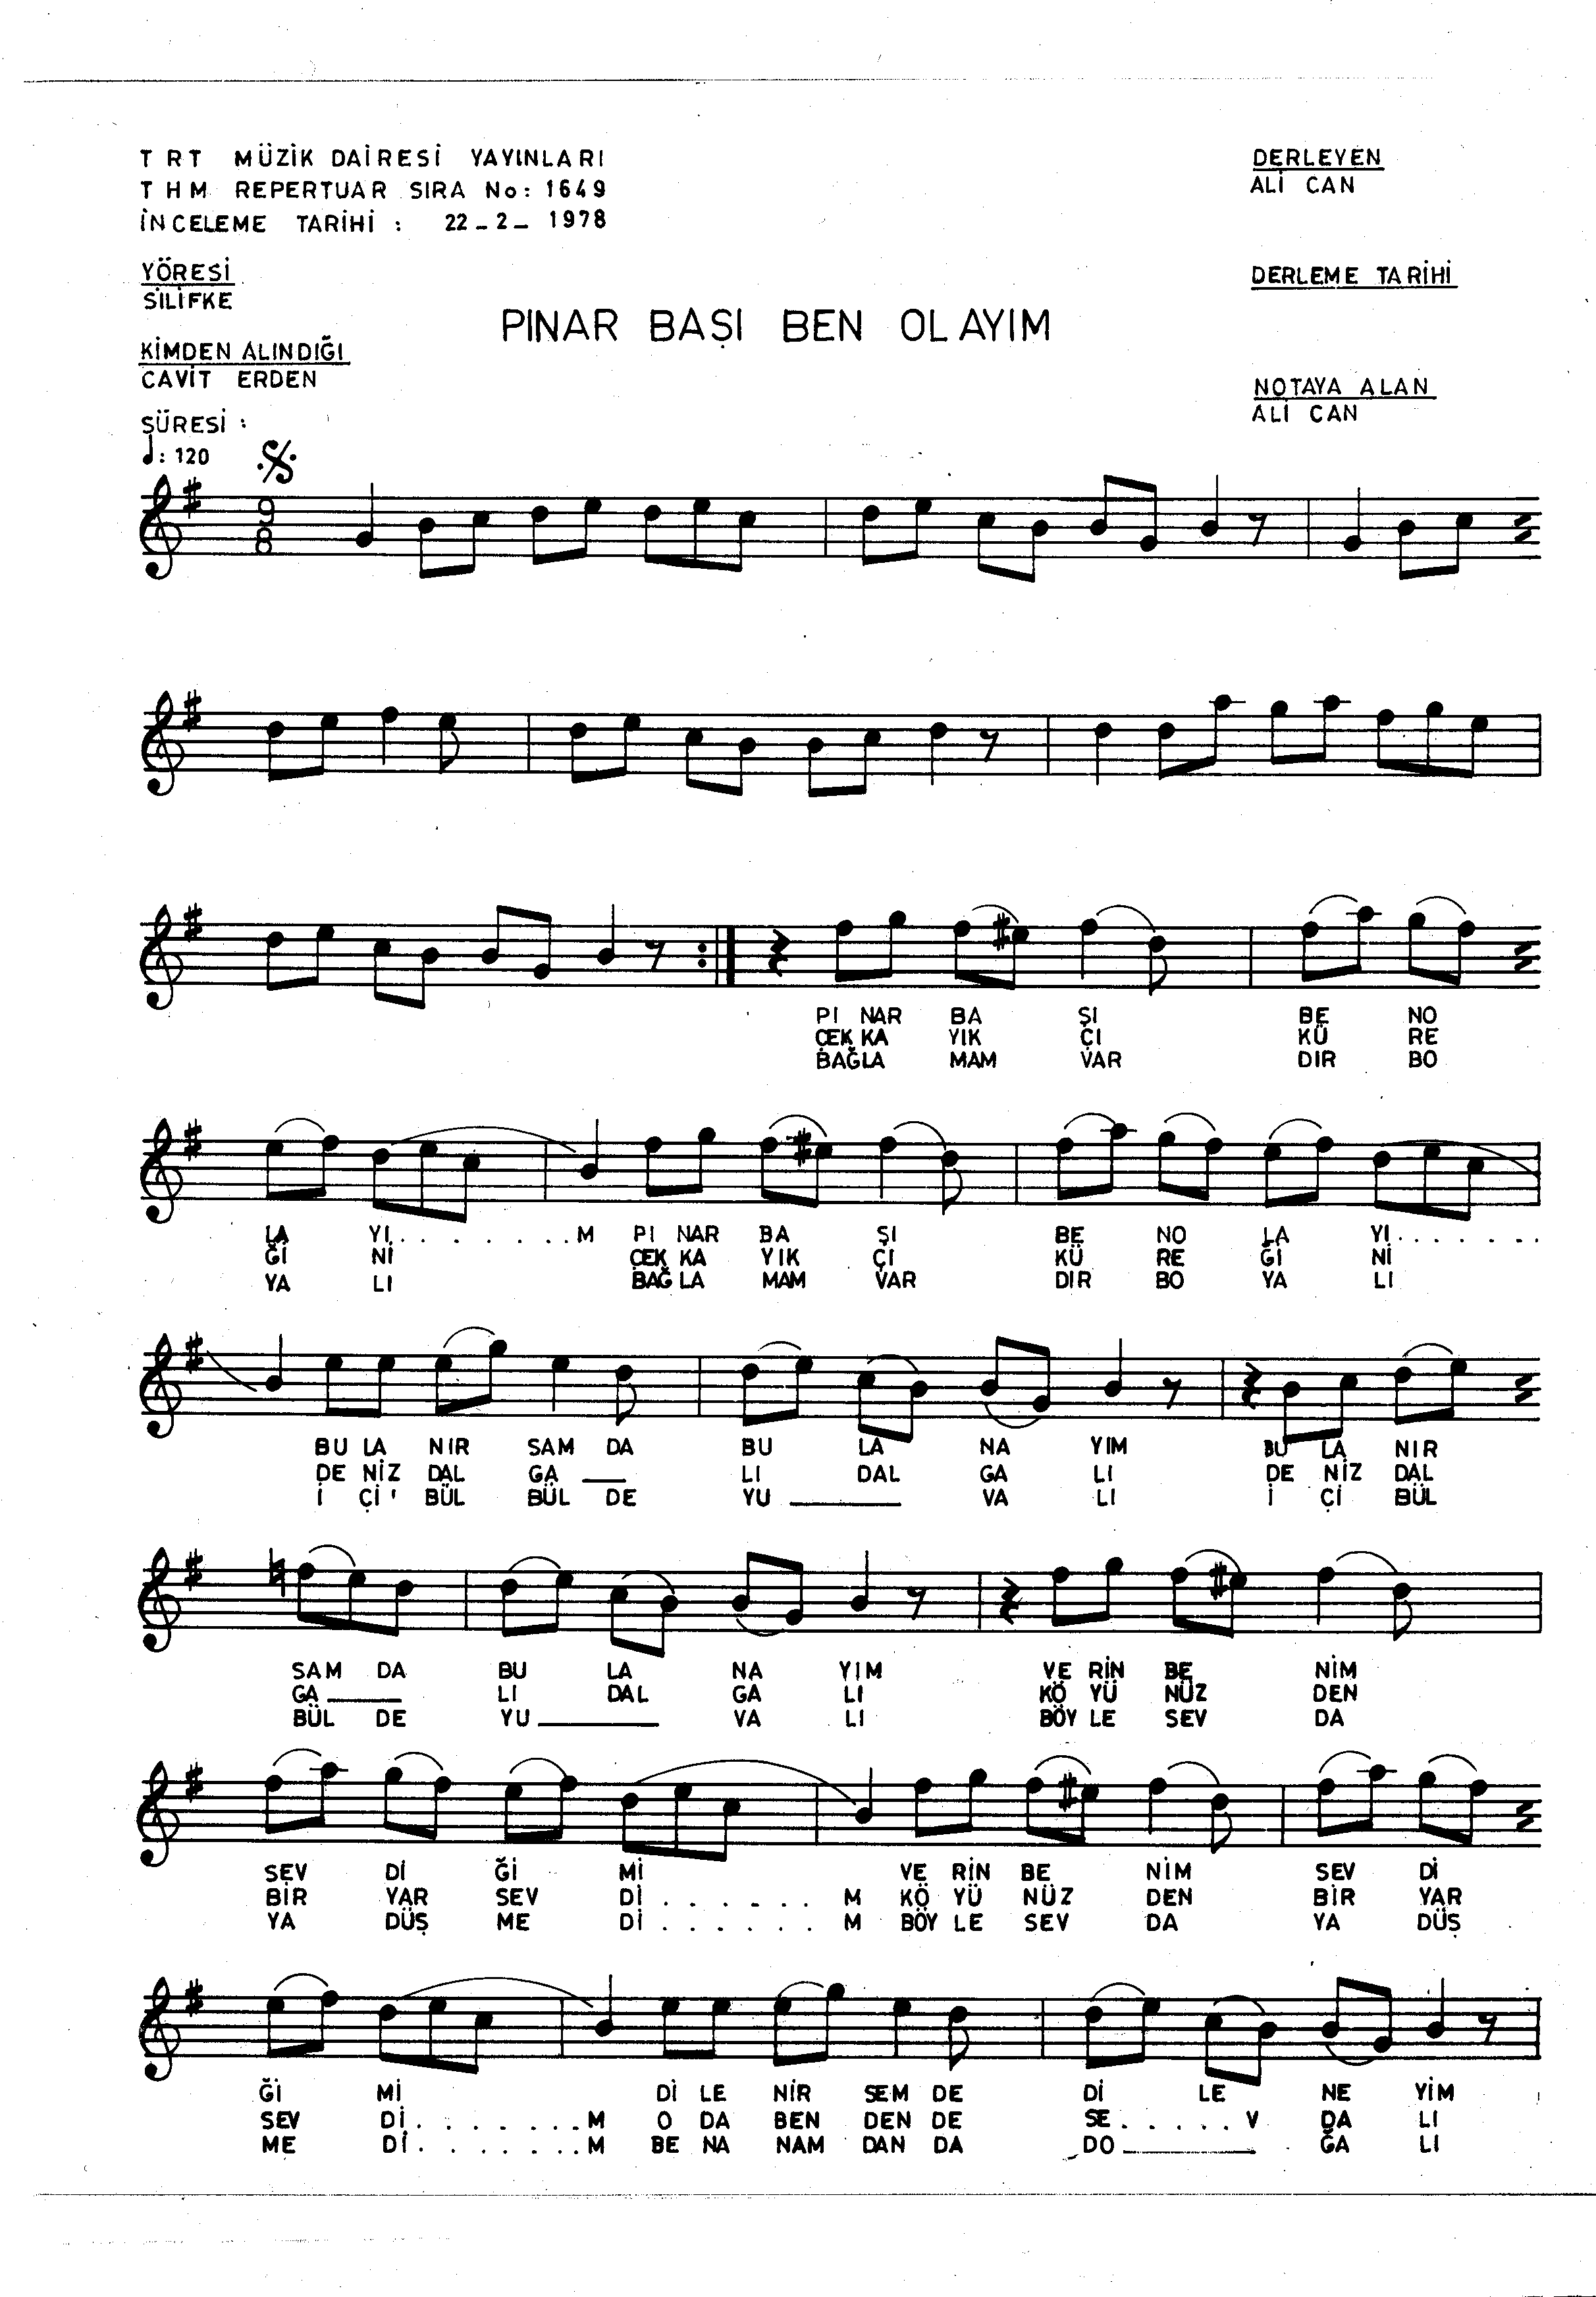 TRT MÜZİK DAİRESİ YAYINLARI
THM REPERTUAR SIRA No: 1649
İNCELEME TARİHİ : 22_2_ 1978
DERLEYEN
ALİ CAN
YÖRESİ
SİLİFKE
DERLEME TARİHİ
PINAR BAŞI BEN OLAYIM
KİMDEN ALINDIĞI
CAVİT ERDEN
NOTAYA ALAN
ALİ CAN
SÜRESİ :
: 120
9
8
PI NAR BA ŞI BE NO
ÇEK KA YIK ÇI KÜ RE
BAĞLA MAM VAR DIR BO
LA YI. . . . . . . M PI NAR BA ŞI BE NO LA YI. . . . . . .
Ğİ Nİ ÇEK KA YIK ÇI KÜ RE Ğİ Nİ
YA LI BAĞ LA MAM VAR DIR BO YA LI
BU LA NIR SAM DA BU LA NA YIM BU LA NIR
DE NİZ DAL GA __ LI DAL GA LI DE NİZ DAL
İ Çİ' BÜL BÜL DE YU ____ VA LI İ Çİ BÜL
SAM DA BU LA NA YIM VE RİN BE NİM
GA ___ LI DAL GA LI KÖ YÜ NÜZ DEN
BÜL DE YU ____ VA LI BÖY LE SEV DA
SEV Dİ Ğİ Mİ VE RİN BE NİM SEV Dİ
BİR YAR SEV Dİ . . . . . . M KÖ YÜ NÜZ DEN BİR YAR
YA DÜŞ ME Dİ . . . . . . M BÖY LE SEV DA YA DÜŞ
Ğİ Mİ Dİ LE NİR SEM DE Dİ LE NE YİM
SEV Dİ. . . . . . . M O DA BEN DEN DE SE. . . . . V DA LI
ME Dİ. . . . . . . M BE NA NAM DAN DA DO ____ ĞA LI